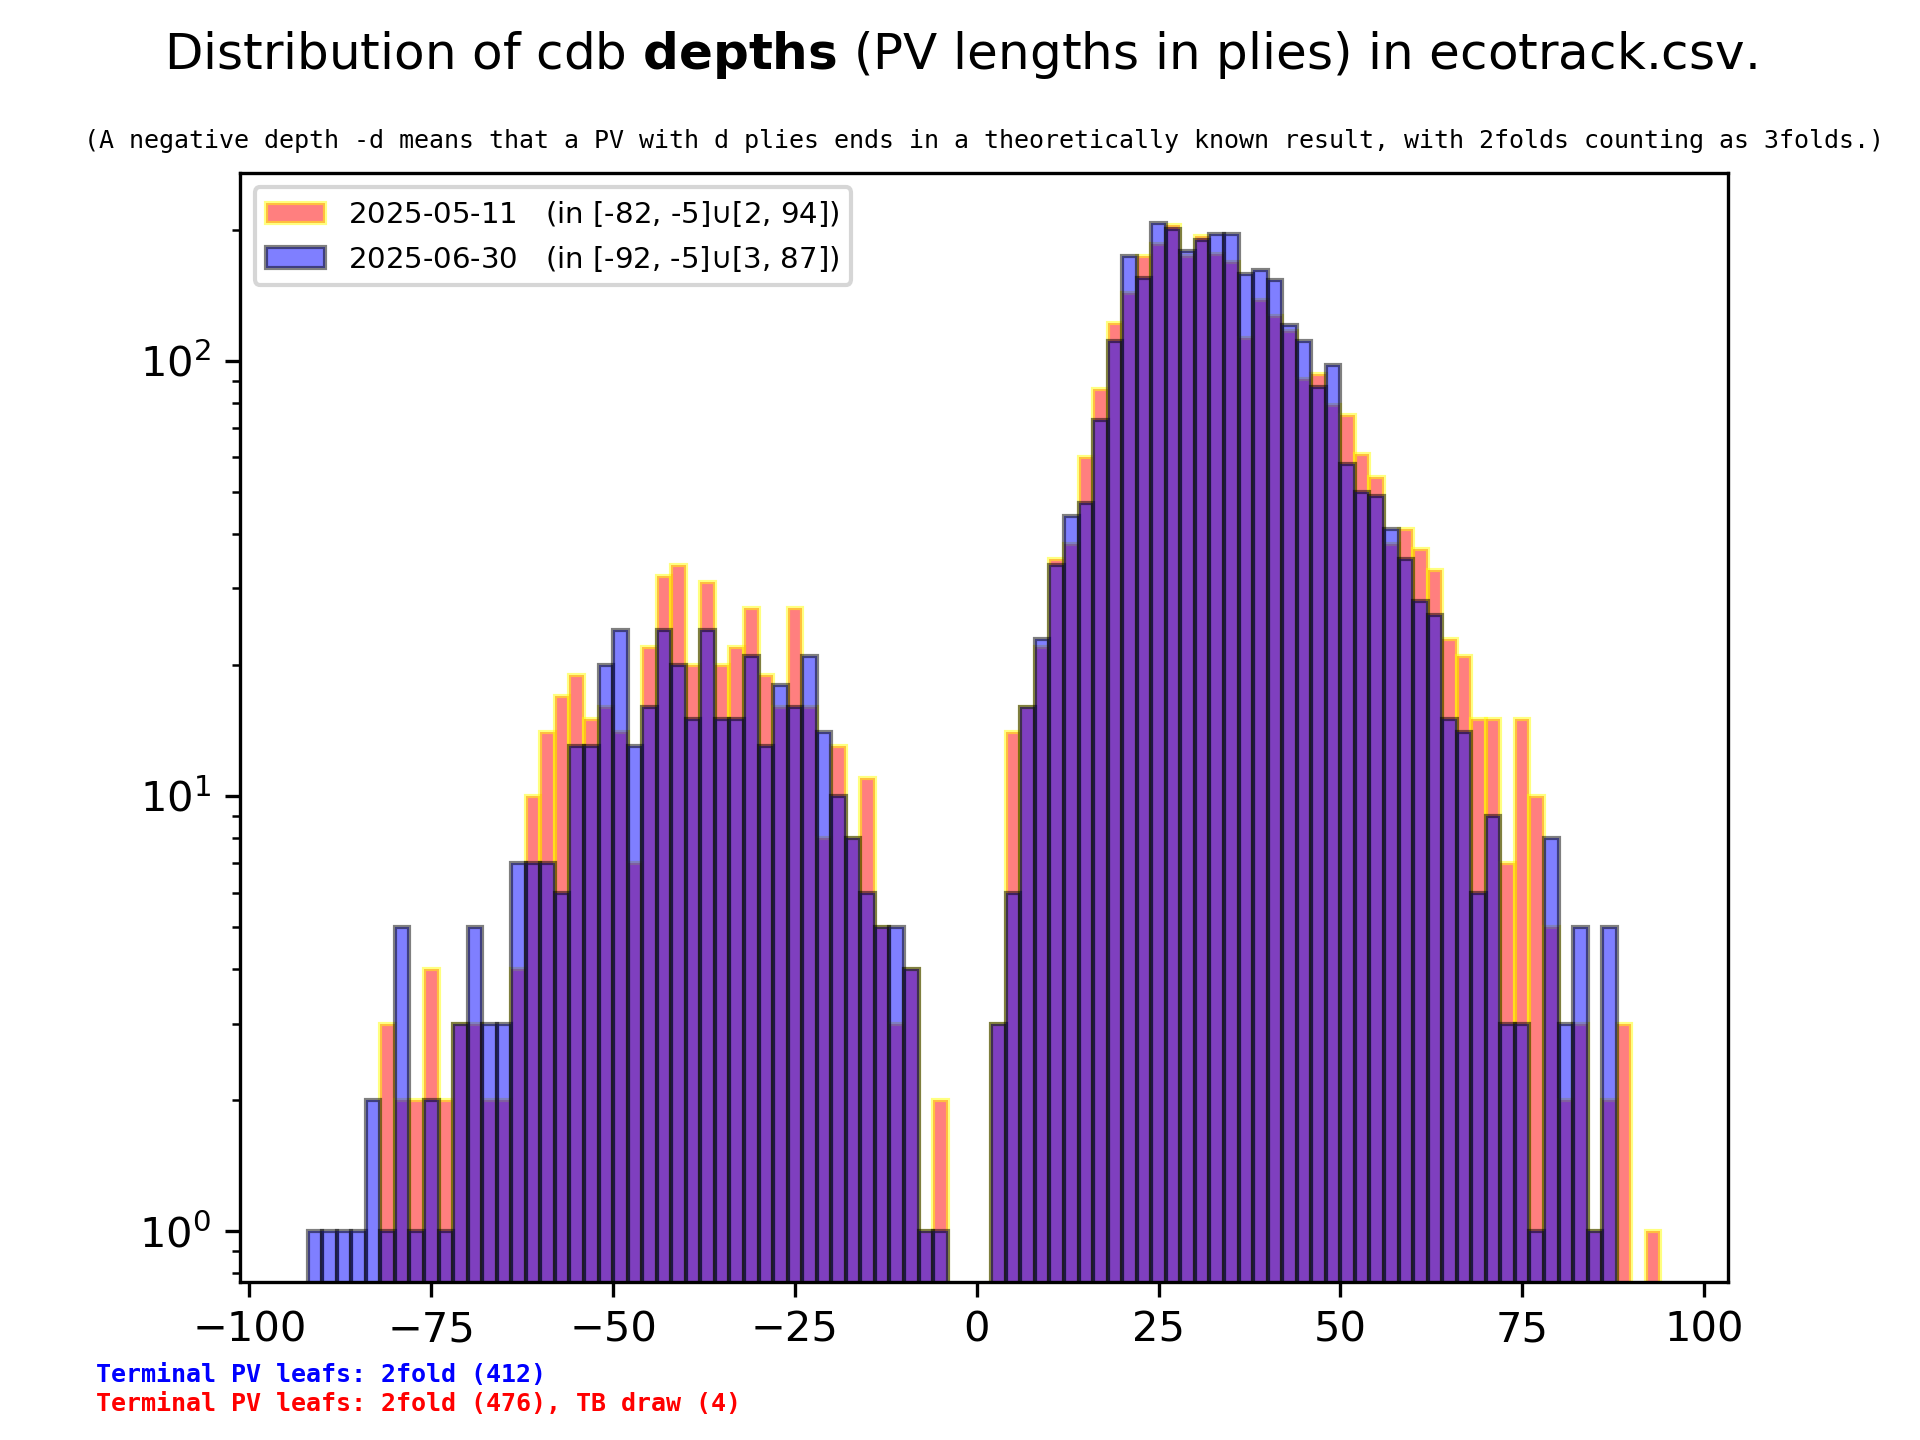 Distribution of cdb depths (PV lengths in plies) in ecotrack.csv.
(A negative depth -d means that a PV with d plies ends in a theoretically known result, with 2folds counting as 3folds.)
2025-05-11 (in [-82, -5]∪[2, 94])
2025-06-30 (in [-92, -5]∪[3, 87])
10²
10¹
10⁰
−100 −75 −50 −25 0 25 50 75 100
Terminal PV leafs: 2fold (412)
Terminal PV leafs: 2fold (476), TB draw (4)